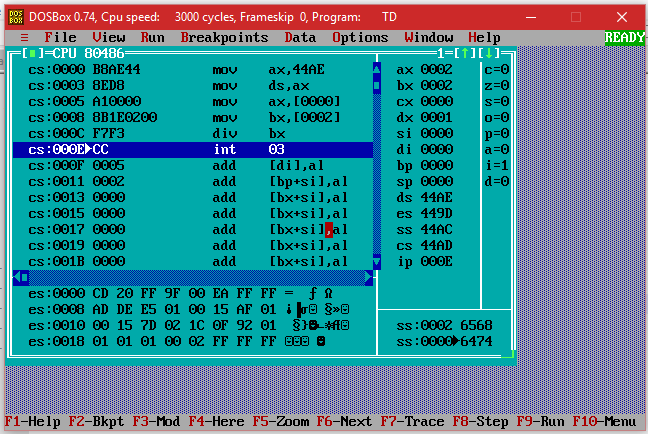 DOSBox 0.74, Cpu speed: 3000 cycles, Frameskip 0, Program: TD
≡ File View Run Breakpoints Data Options Window Help READY
[■]=CPU 80486 1=[↑][↓]
cs:0000 B8AE44 mov ax,44AE ax 0002 c=0
cs:0003 8ED8 mov ds,ax bx 0002 z=0
cs:0005 A10000 mov ax,[0000] cx 0000 s=0
cs:0008 8B1E0200 mov bx,[0002] dx 0001 o=0
cs:000C F7F3 div bx si 0000 p=0
cs:000E►CC int 03 di 0000 a=0
cs:000F 0005 add [di],al bp 0000 i=1
cs:0011 0002 add [bp+si],al sp 0000 d=0
cs:0013 0000 add [bx+si],al ds 44AE
cs:0015 0000 add [bx+si],al es 449D
cs:0017 0000 add [bx+si],al ss 44AC
cs:0019 0000 add [bx+si],al cs 44AD
cs:001B 0000 add [bx+si],al ip 000E
es:0000 CD 20 FF 9F 00 EA FF FF = ƒ Ω
es:0008 AD DE E5 01 00 15 AF 01
es:0010 00 15 7D 02 1C 0F 92 01 ss:0002 6568
es:0018 01 01 01 00 02 FF FF FF ss:0000►6474
F1-Help F2-Bkpt F3-Mod F4-Here F5-Zoom F6-Next F7-Trace F8-Step F9-Run F10-Menu